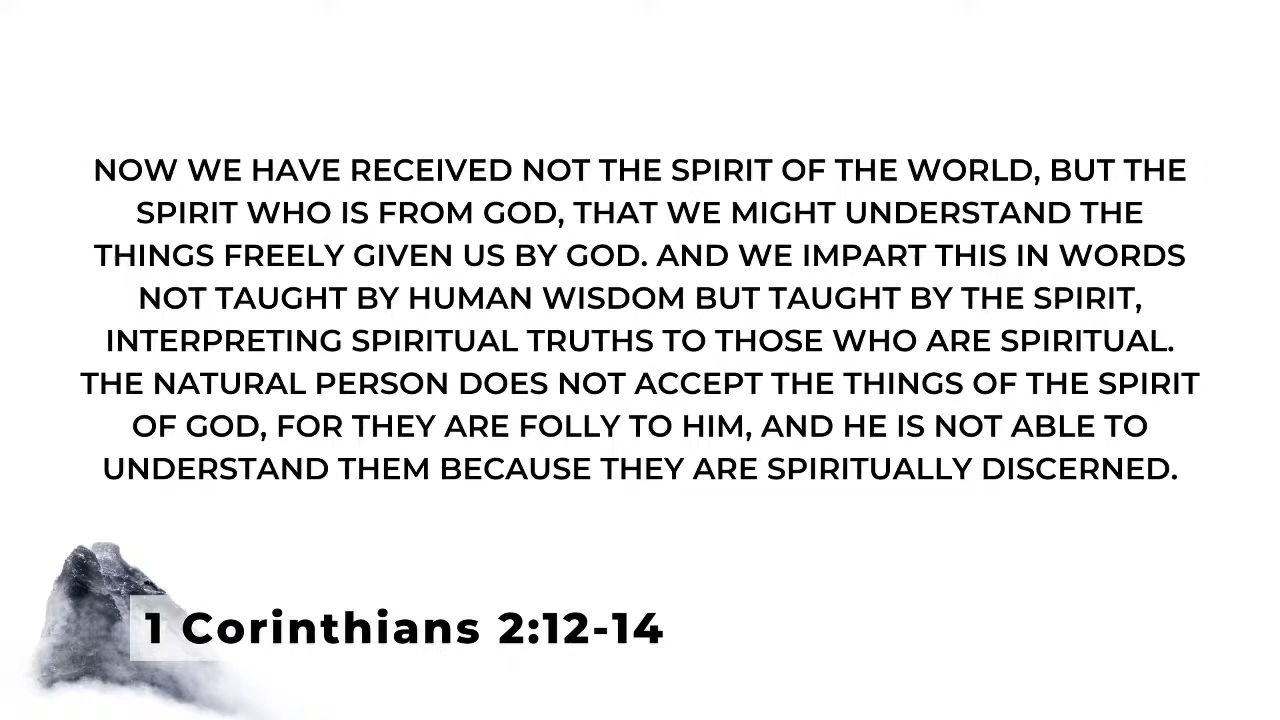 NOW WE HAVE RECEIVED NOT THE SPIRIT OF THE WORLD, BUT THE
SPIRIT WHO IS FROM GOD, THAT WE MIGHT UNDERSTAND THE
THINGS FREELY GIVEN US BY GOD. AND WE IMPART THIS IN WORDS
NOT TAUGHT BY HUMAN WISDOM BUT TAUGHT BY THE SPIRIT,
INTERPRETING SPIRITUAL TRUTHS TO THOSE WHO ARE SPIRITUAL.
THE NATURAL PERSON DOES NOT ACCEPT THE THINGS OF THE SPIRIT
OF GOD, FOR THEY ARE FOLLY TO HIM, AND HE IS NOT ABLE TO
UNDERSTAND THEM BECAUSE THEY ARE SPIRITUALLY DISCERNED.
1 Corinthians 2:12-14